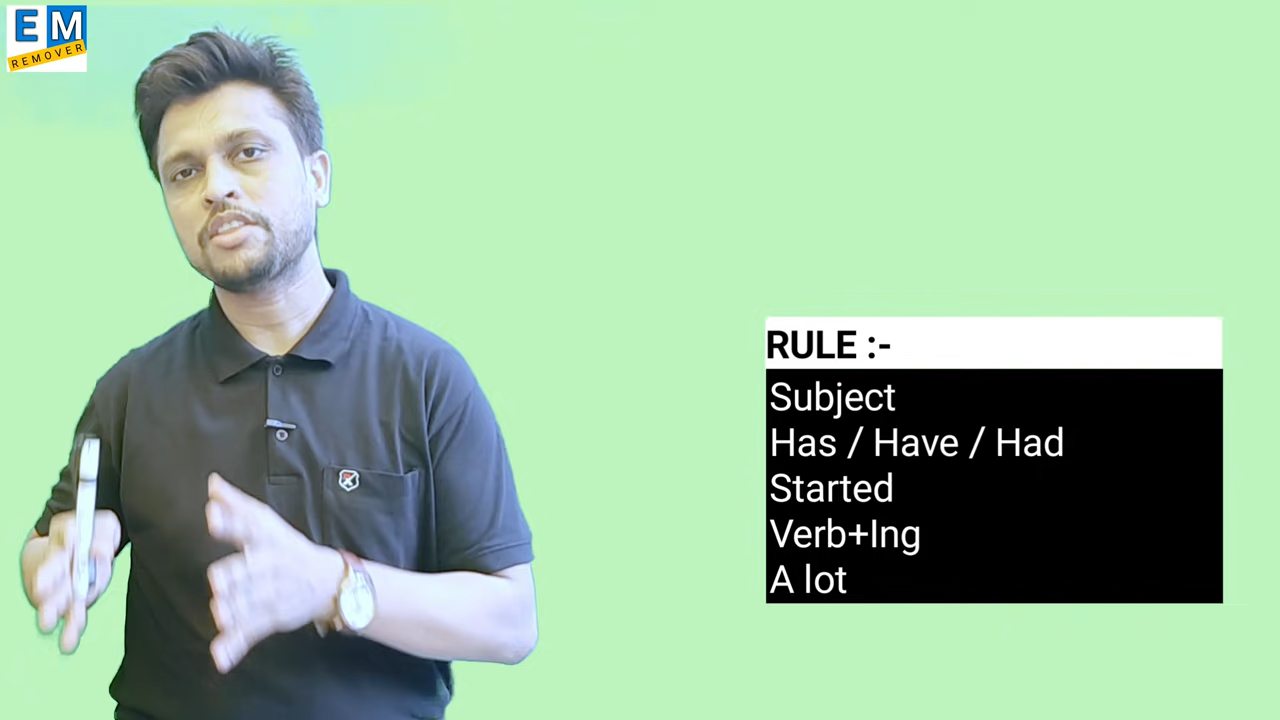 EM
REMOVER
RULE :-
Subject
Has / Have / Had
Started
Verb+Ing
A lot